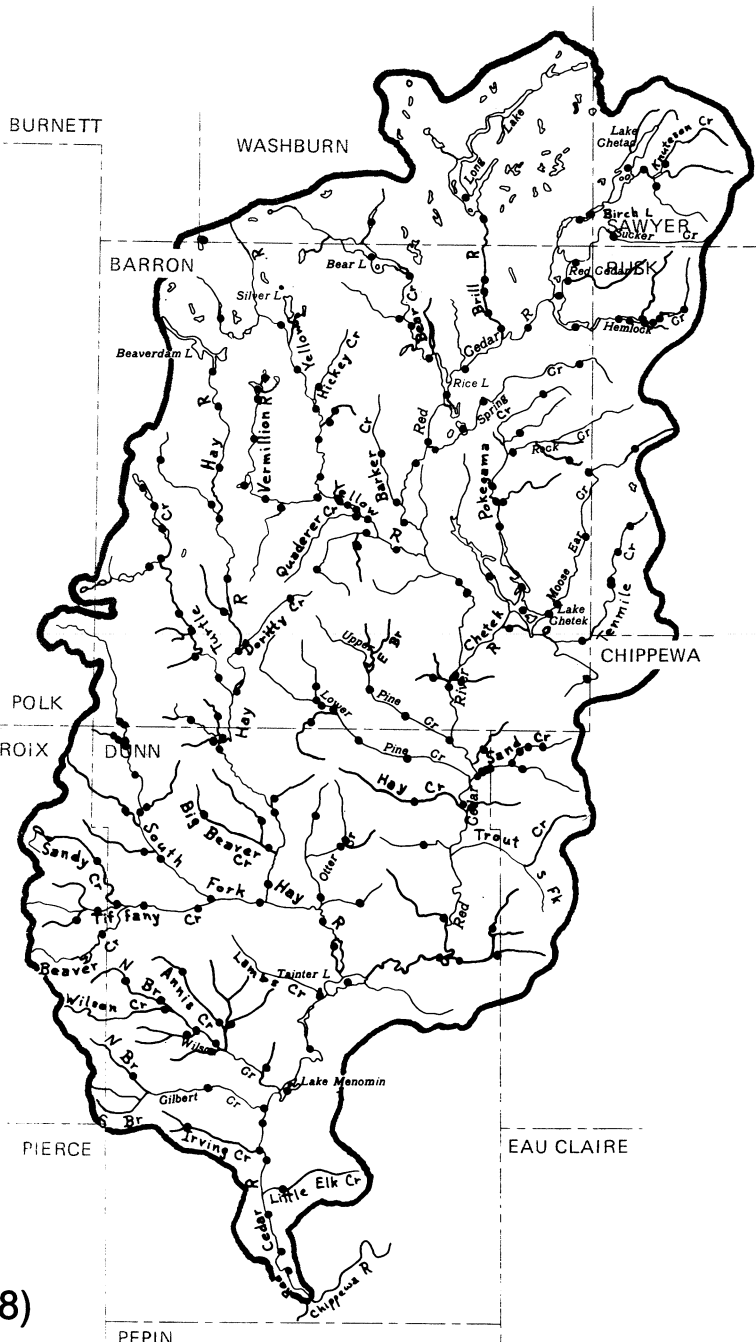 BURNETT
WASHBURN
Long Lake
Lake Chetac
Knuteson Cr
Birch L
SAWYER
Sucker Cr
BARRON
RUSK
Bear L
Red Cedar L
Silver L
R
Brill R
Bear Cr
Hemlock Cr
Yellow
Cedar R
Beaverdam L
Hickey Cr
Rice L
Spring Cr
Cr
Hay R
Vermillion R
Red
Barker Cr
Rock Cr
Pokegama
Yellow R
Quaderer Cr
Moose Ear Cr
Tenmile Cr
Turtle Cr
R
Dority Cr
Lake Chetek
Chetek R
Upper E Br
CHIPPEWA
River
Lower
Pine Cr
POLK
Hay
CROIX
DUNN
Pine Cr
Sand Cr
Hay Cr
Cedar
Big Beaver Cr
Trout Cr
Otter Cr
Sandy Cr
South Fork Hay R
S Fk
Tiffany Cr
Red
Beaver Cr
N Br
Annis Cr
Lambs Cr
Tainter L
Wilson Cr
Wilson Cr
N Br
Lake Menomin
Gilbert Cr
S Br
PIERCE
Irving Cr
EAU CLAIRE
R
Little Elk Cr
Cedar
Red
Chippewa R
8)
PEPIN